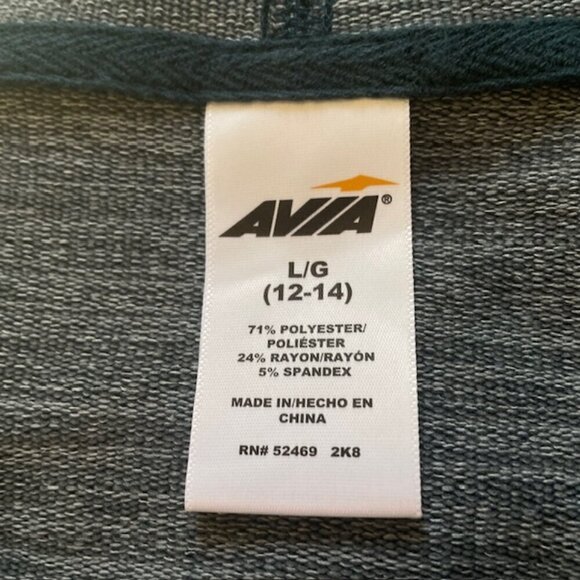 AVIA®
L/G
(12-14)
71% POLYESTER/
POLIÉSTER
24% RAYON/RAYÓN
5% SPANDEX
MADE IN/HECHO EN
CHINA
RN# 52469 2K8